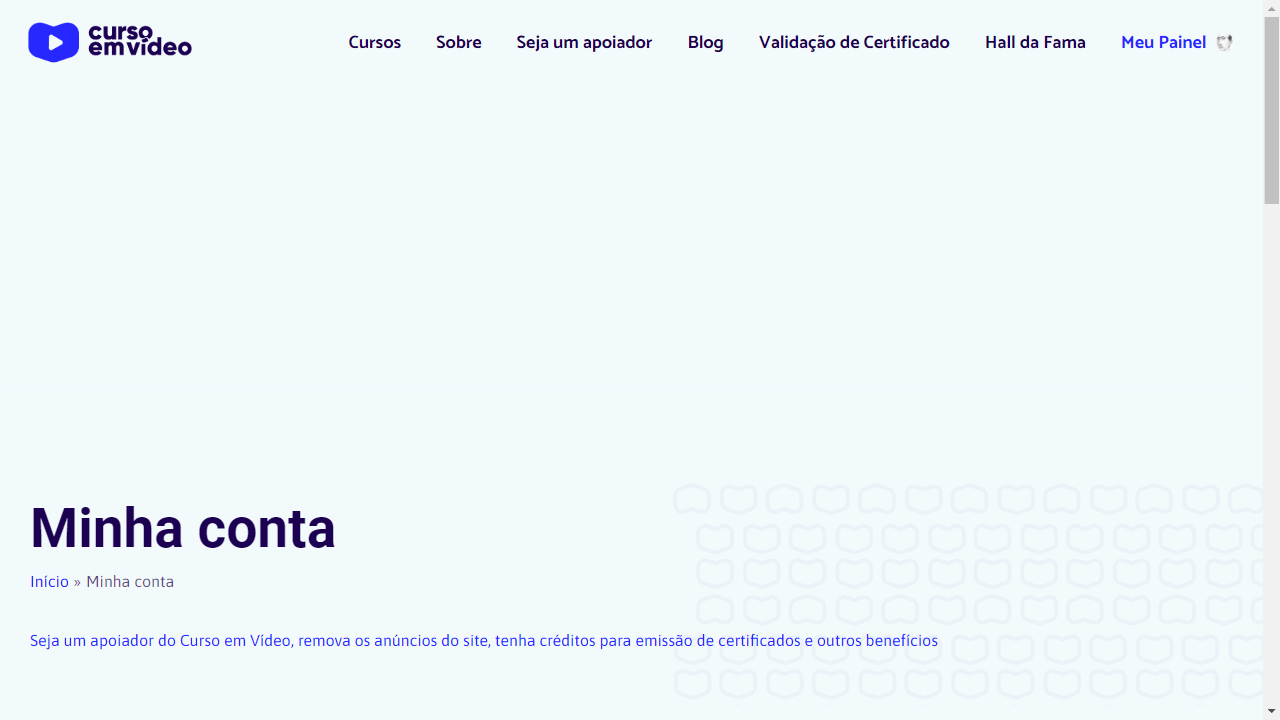 curso
em vídeo
Cursos
Sobre
Seja um apoiador
Blog
Validação de Certificado
Hall da Fama
Meu Painel
Minha conta
Início » Minha conta
Seja um apoiador do Curso em Vídeo, remova os anúncios do site, tenha créditos para emissão de certificados e outros benefícios